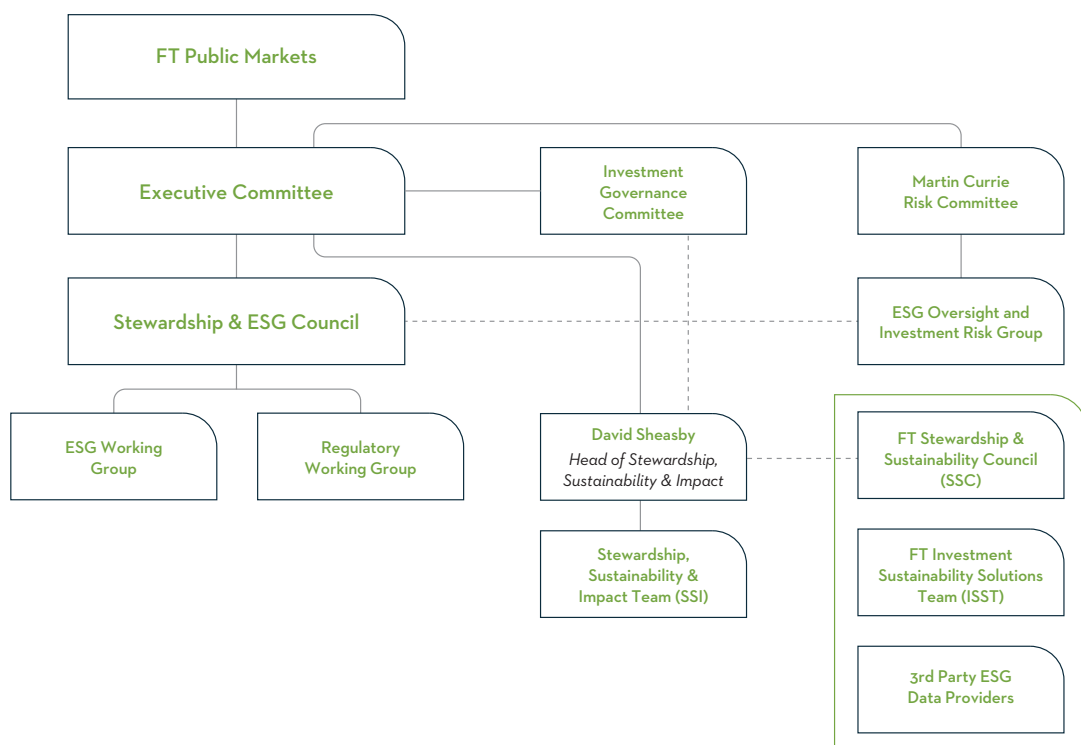 FT Public Markets
Executive Committee
Investment
Governance
Committee
Martin Currie
Risk Committee
Stewardship & ESG Council
ESG Oversight and
Investment Risk Group
ESG Working
Group
Regulatory
Working Group
David Sheasby
Head of Stewardship,
Sustainability & Impact
FT Stewardship &
Sustainability Council
(SSC)
Stewardship,
Sustainability &
Impact Team (SSI)
FT Investment
Sustainability Solutions
Team (ISST)
3rd Party ESG
Data Providers